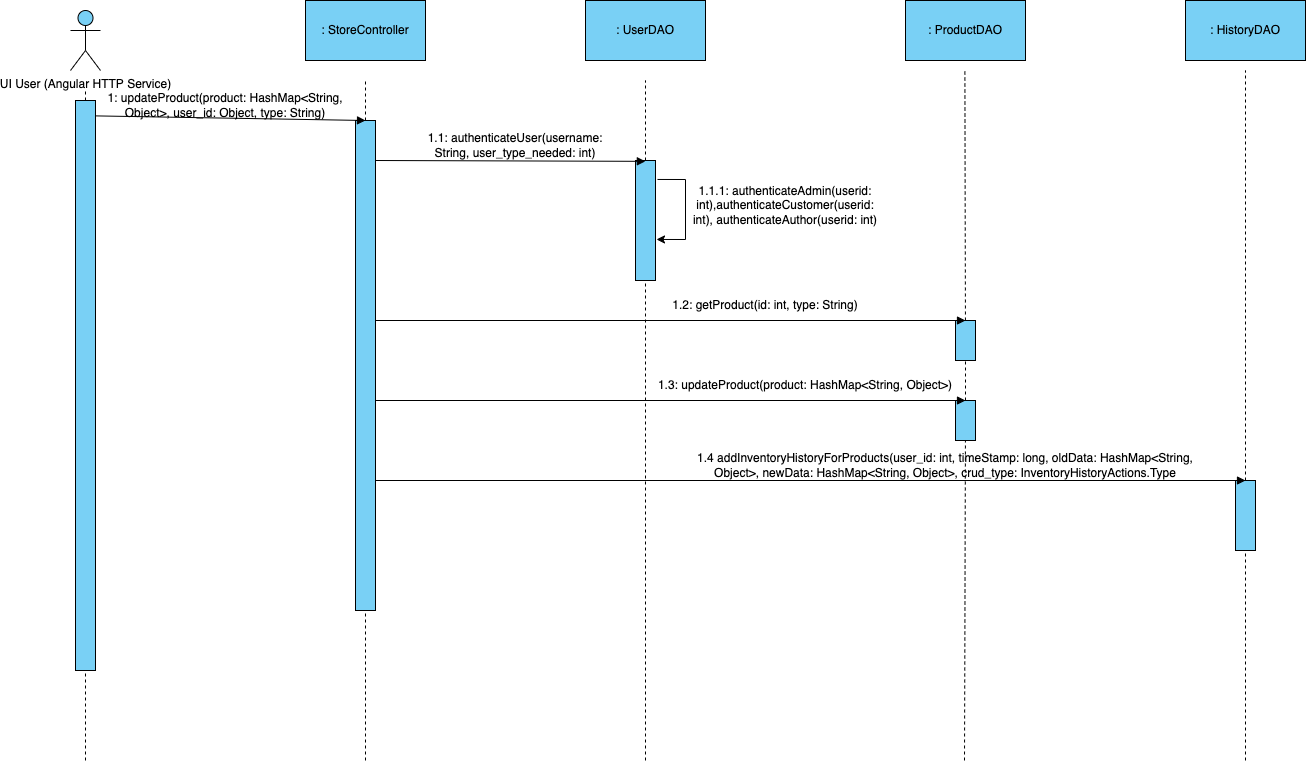 : StoreController
: UserDAO
: ProductDAO
: HistoryDAO
UI User (Angular HTTP Service)
1: updateProduct(product: HashMap<String,
Object>, user_id: Object, type: String)
1.1: authenticateUser(username:
String, user_type_needed: int)
1.1.1: authenticateAdmin(userid:
int),authenticateCustomer(userid:
int), authenticateAuthor(userid: int)
1.2: getProduct(id: int, type: String)
1.3: updateProduct(product: HashMap<String, Object>)
1.4 addInventoryHistoryForProducts(user_id: int, timeStamp: long, oldData: HashMap<String,
Object>, newData: HashMap<String, Object>, crud_type: InventoryHistoryActions.Type